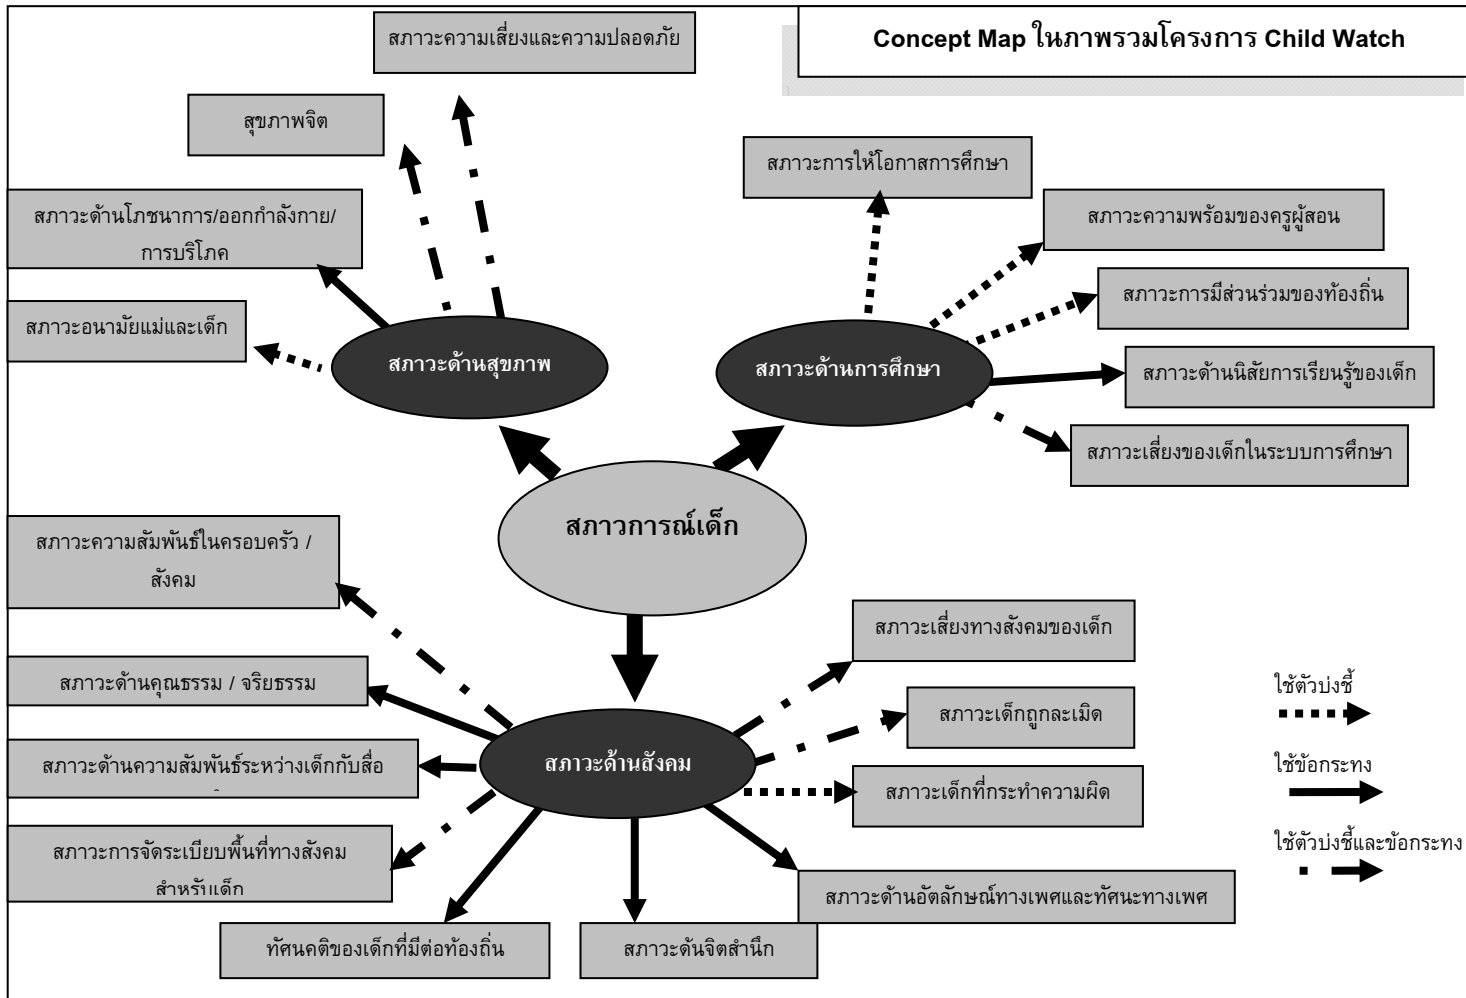 Concept Map ในภาพรวมโครงการ Child Watch
สภาวะความเสี่ยงและความปลอดภัย
สุขภาพจิต
สภาวะด้านโภชนาการ/ออกกำลังกาย/
การบริโภค
สภาวะอนามัยแม่และเด็ก
สภาวะด้านสุขภาพ
สภาวะการให้โอกาสการศึกษา
สภาวะความพร้อมของครูผู้สอน
สภาวะการมีส่วนร่วมของท้องถิ่น
สภาวะด้านนิสัยการเรียนรู้ของเด็ก
สภาวะเสี่ยงของเด็กในระบบการศึกษา
สภาวะด้านการศึกษา
สภาวการณ์เด็ก
สภาวะความสัมพันธ์ในครอบครัว /
สังคม
สภาวะด้านคุณธรรม / จริยธรรม
สภาวะด้านความสัมพันธ์ระหว่างเด็กกับสื่อ
สภาวะการจัดระเบียบพื้นที่ทางสังคม
สำหรับเด็ก
สภาวะด้านสังคม
สภาวะเสี่ยงทางสังคมของเด็ก
สภาวะเด็กถูกละเมิด
สภาวะเด็กที่กระทำความผิด
สภาวะด้านอัตลักษณ์ทางเพศและทัศนะทางเพศ
ทัศนคติของเด็กที่มีต่อท้องถิ่น
สภาวะดันจิตสำนึก
ใช้ตัวบ่งชี้
ใช้ข้อกระทง
ใช้ตัวบ่งชี้และข้อกระทง